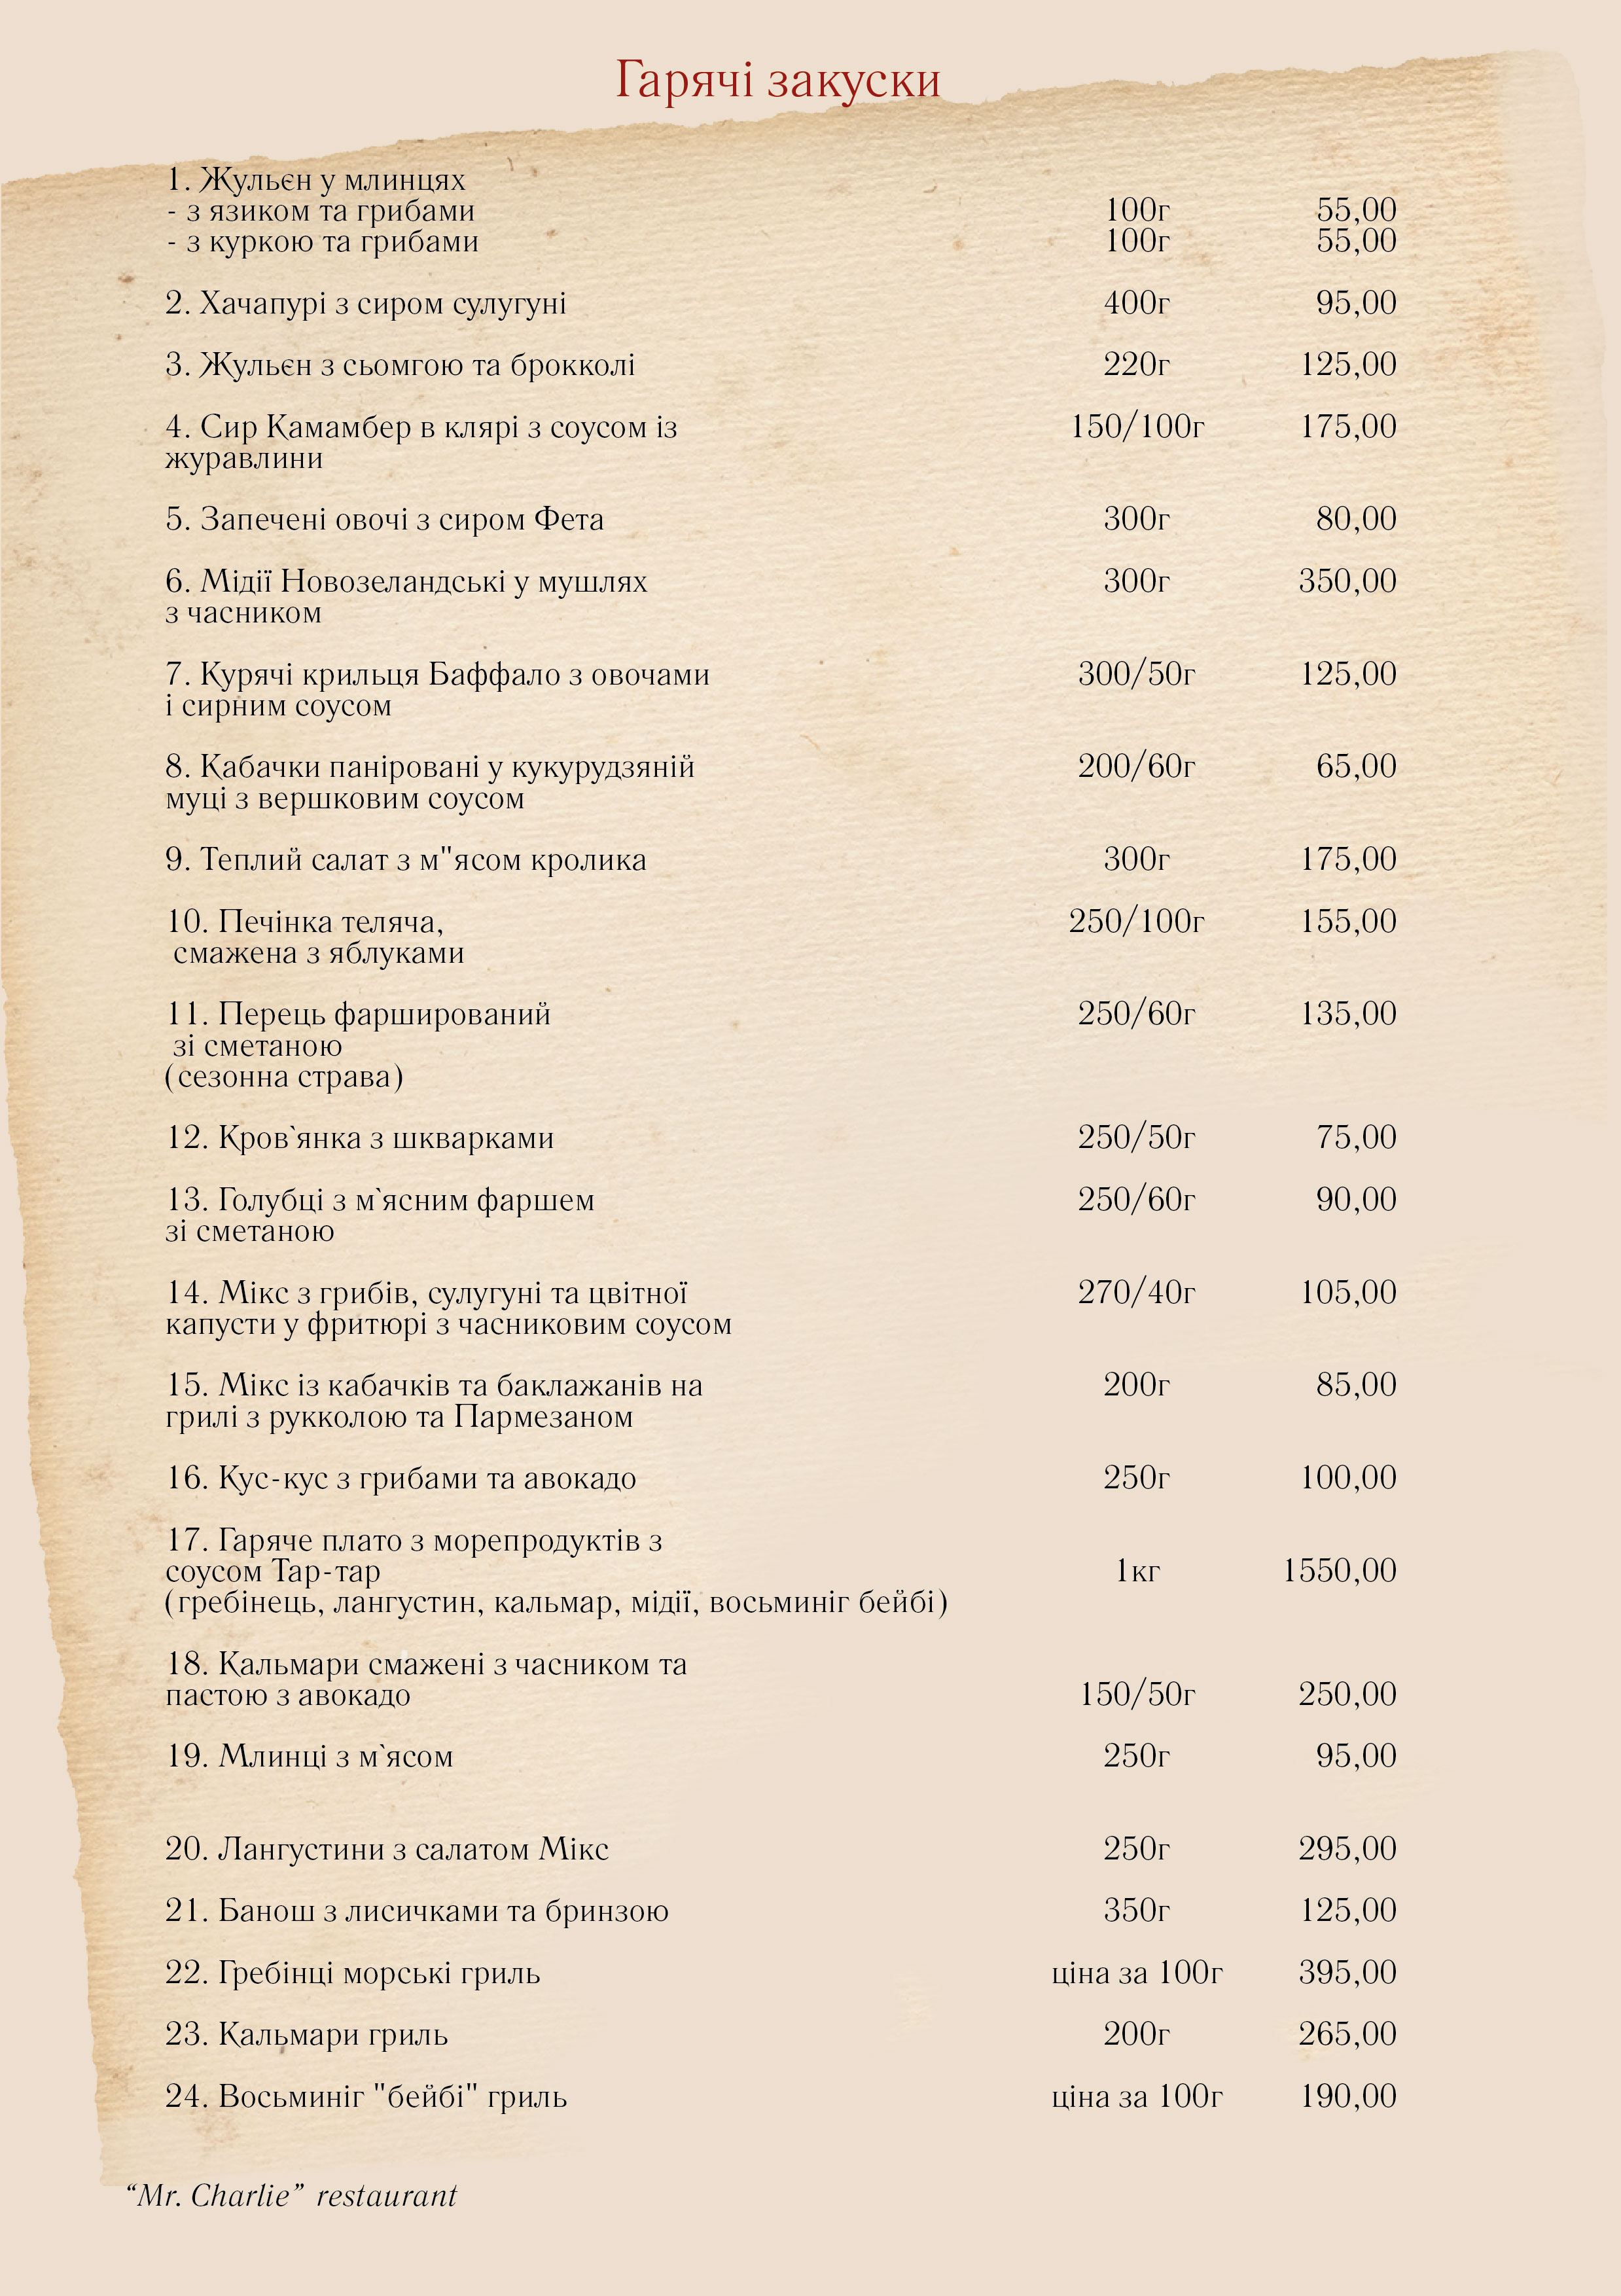 Гарячі закуски
1. Жульєн у млинцях
- з язиком та грибами 100г 55,00
- з куркою та грибами 100г 55,00
2. Хачапурі з сиром сулугуні 400г 95,00
3. Жульєн з сьомгою та брокколі 220г 125,00
4. Сир Камамбер в клярі з соусом із 150/100г 175,00
журавлини
5. Запечені овочі з сиром Фета 300г 80,00
6. Мідії Новозеландські у мушлях 300г 350,00
з часником
7. Курячі крильця Баффало з овочами 300/50г 125,00
і сирним соусом
8. Кабачки паніровані у кукурудзяній 200/60г 65,00
муці з вершковим соусом
9. Теплий салат з м"ясом кролика 300г 175,00
10. Печінка теляча, 250/100г 155,00
смажена з яблуками
11. Перець фарширований 250/60г 135,00
зі сметаною
(сезонна страва)
12. Кров`янка з шкварками 250/50г 75,00
13. Голубці з м`ясним фаршем 250/60г 90,00
зі сметаною
14. Мікс з грибів, сулугуні та цвітної 270/40г 105,00
капусти у фритюрі з часниковим соусом
15. Мікс із кабачків та баклажанів на 200г 85,00
грилі з рукколою та Пармезаном
16. Кус-кус з грибами та авокадо 250г 100,00
17. Гаряче плато з морепродуктів з
соусом Тар-тар 1кг 1550,00
(гребінець, лангустин, кальмар, мідії, восьминіг бейбі)
18. Кальмари смажені з часником та
пастою з авокадо 150/50г 250,00
19. Млинці з м`ясом 250г 95,00
20. Лангустини з салатом Мікс 250г 295,00
21. Банош з лисичками та бринзою 350г 125,00
22. Гребінці морські гриль ціна за 100г 395,00
23. Кальмари гриль 200г 265,00
24. Восьминіг "бейбі" гриль ціна за 100г 190,00
“Mr. Charlie” restaurant